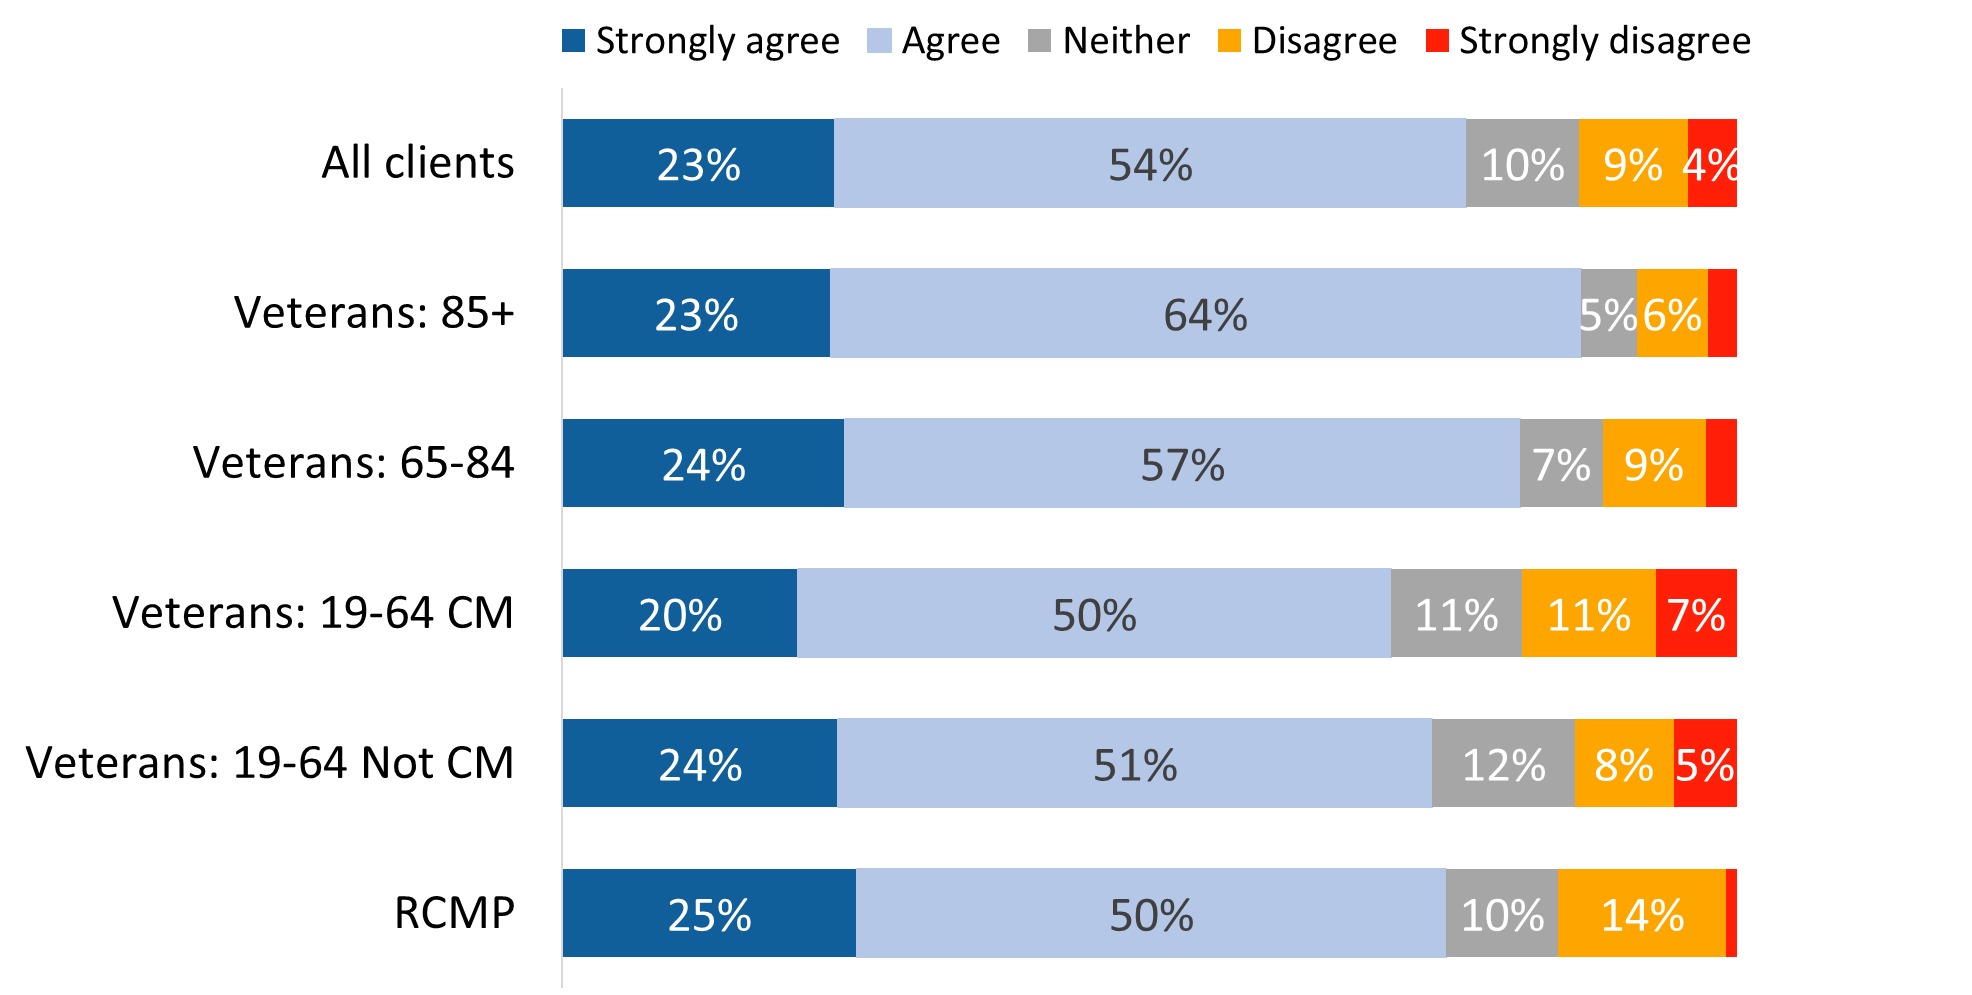 Strongly agree Agree Neither Disagree Strongly disagree
All clients 23% 54% 10% 9% 4%
Veterans: 85+ 23% 64% 5% 6%
Veterans: 65-84 24% 57% 7% 9%
Veterans: 19-64 CM 20% 50% 11% 11% 7%
Veterans: 19-64 Not CM 24% 51% 12% 8% 5%
RCMP 25% 50% 10% 14%